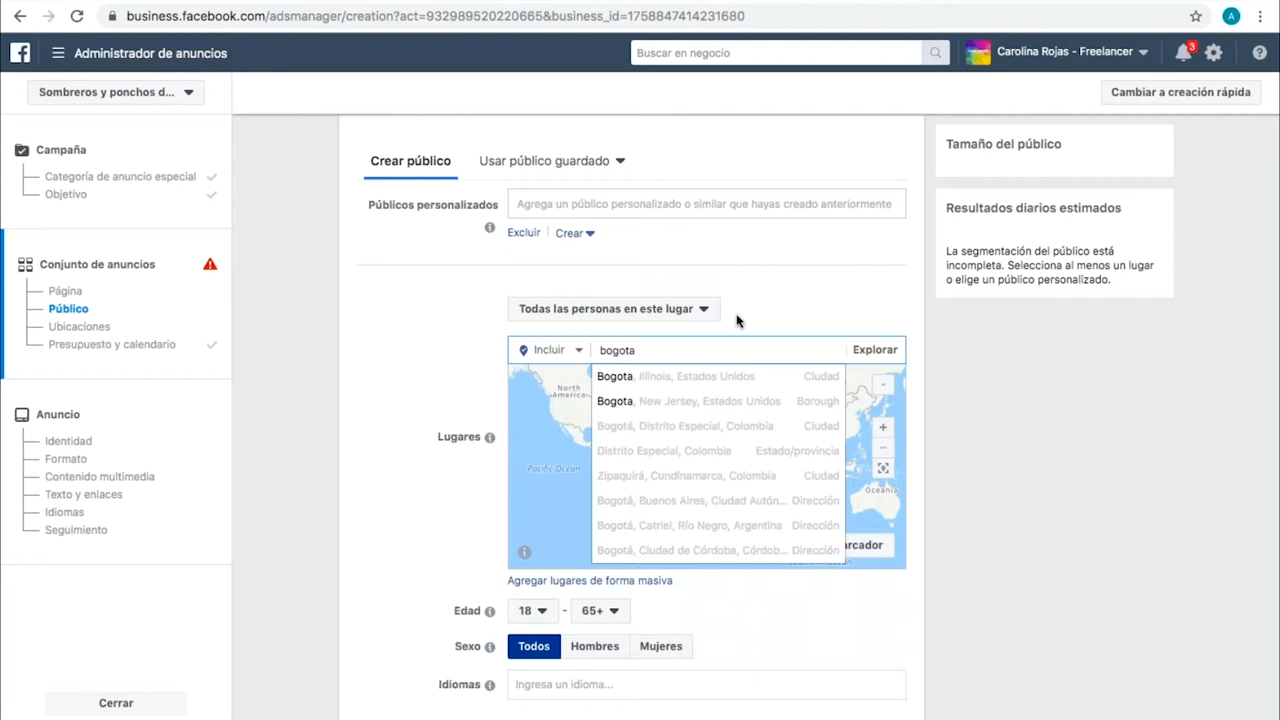 business.facebook.com/adsmanager/creation?act=932989520220665&business_id=1758847414231680
A
Administrador de anuncios
Buscar en negocio
Carolina Rojas - Freelancer
3
Sombreros y ponchos d...
Cambiar a creación rápida
Campaña
Categoría de anuncio especial
Objetivo
Conjunto de anuncios
Página
Público
Ubicaciones
Presupuesto y calendario
Anuncio
Identidad
Formato
Contenido multimedia
Texto y enlaces
Idiomas
Seguimiento
Cerrar
Crear público
Usar público guardado
Públicos personalizados
Agrega un público personalizado o similar que hayas creado anteriormente
Excluir
Crear
Todas las personas en este lugar
Incluir
bogota
Explorar
Lugares
North
America
Pacific Ocean
Oceania
Bogota, Illinois, Estados Unidos Ciudad
Bogota, New Jersey, Estados Unidos Borough
Bogotá, Distrito Especial, Colombia Ciudad
Distrito Especial, Colombia Estado/provincia
Zipaquirá, Cundinamarca, Colombia Ciudad
Bogotá, Buenos Aires, Ciudad Autón... Dirección
Bogotá, Catriel, Río Negro, Argentina Dirección
Bogotá, Ciudad de Córdoba, Córdob... Dirección
arcador
Agregar lugares de forma masiva
Edad
18 - 65+
Sexo
Todos Hombres Mujeres
Idiomas
Ingresa un idioma...
Tamaño del público
Resultados diarios estimados
La segmentación del público está
incompleta. Selecciona al menos un lugar
o elige un público personalizado.